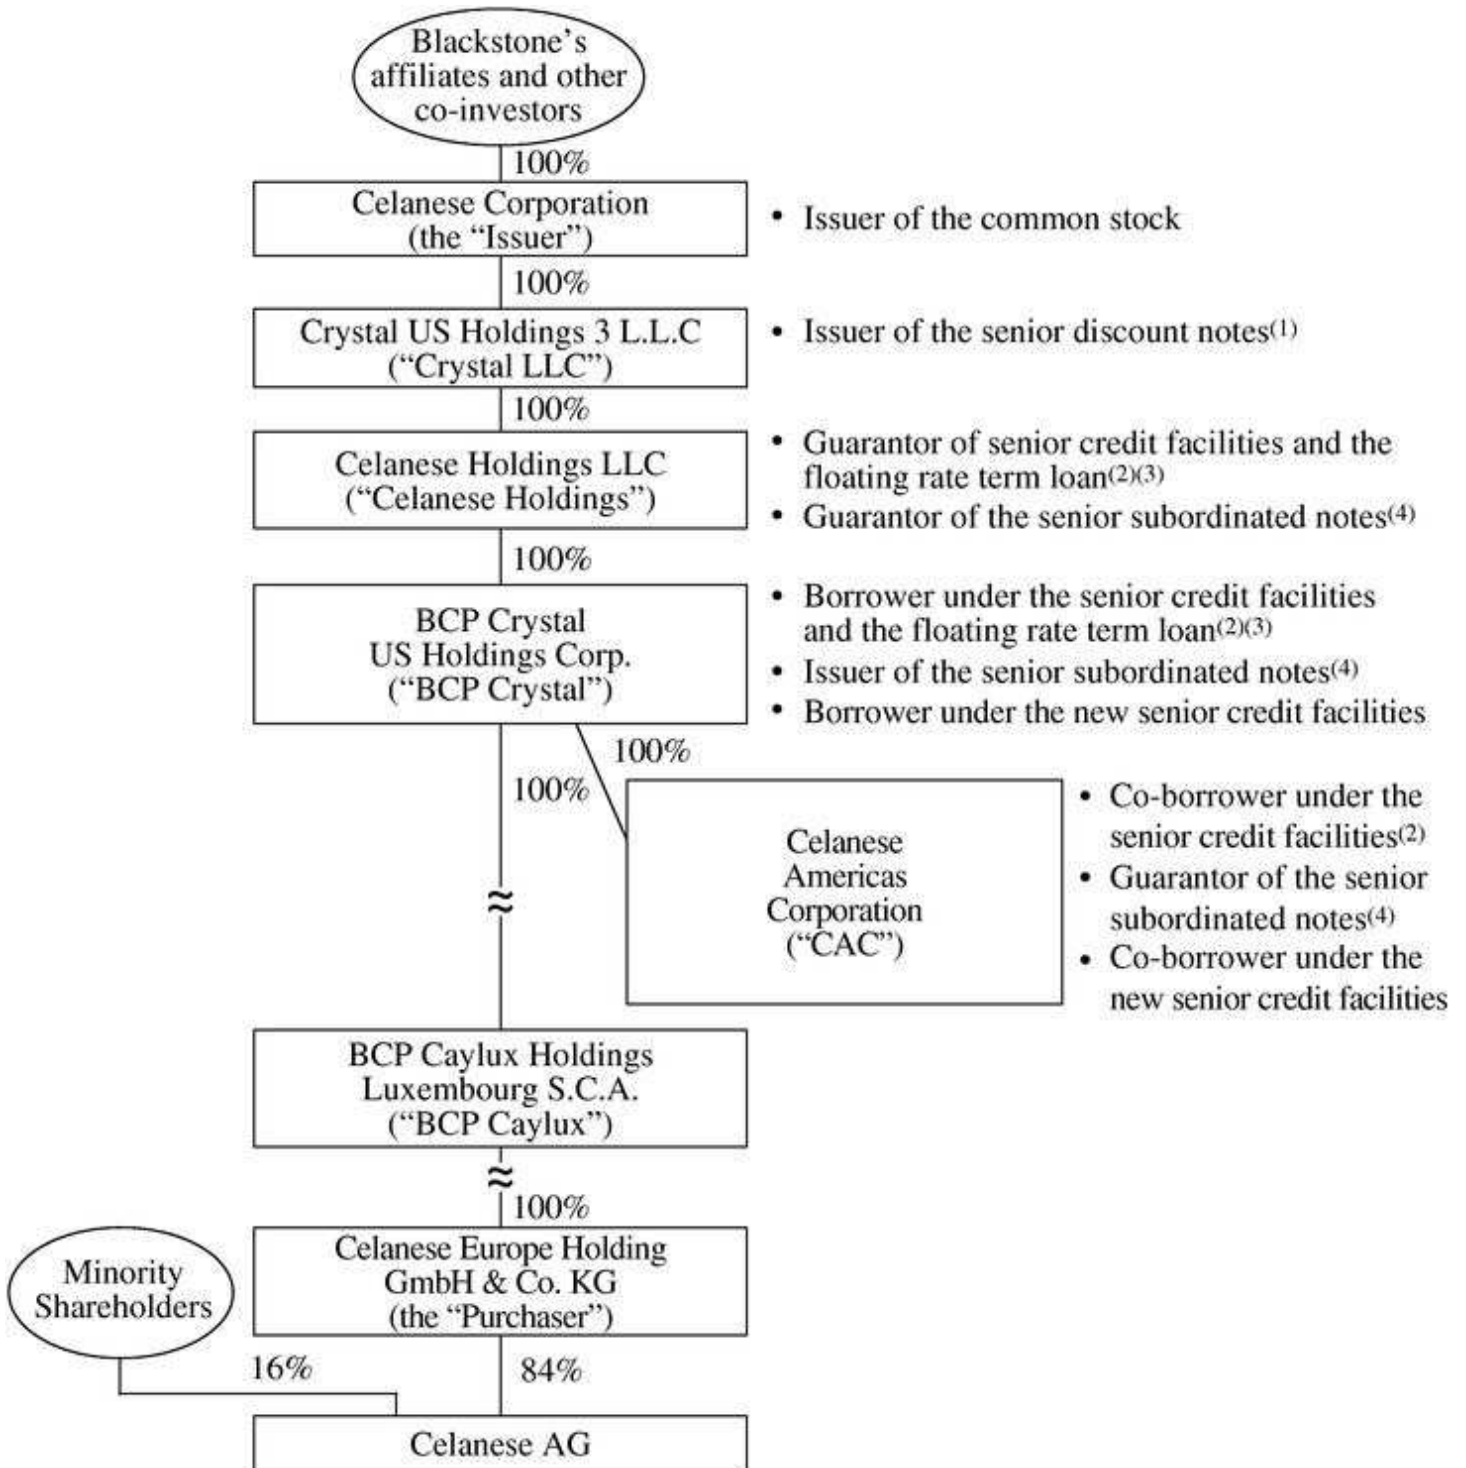 Blackstone's
affiliates and other
co-investors
100%
Celanese Corporation
(the “Issuer”)
• Issuer of the common stock
100%
Crystal US Holdings 3 L.L.C
(“Crystal LLC”)
• Issuer of the senior discount notes(1)
100%
Celanese Holdings LLC
(“Celanese Holdings”)
• Guarantor of senior credit facilities and the
floating rate term loan(2)(3)
• Guarantor of the senior subordinated notes(4)
100%
BCP Crystal
US Holdings Corp.
(“BCP Crystal”)
• Borrower under the senior credit facilities
and the floating rate term loan(2)(3)
• Issuer of the senior subordinated notes(4)
• Borrower under the new senior credit facilities
100%
100%
Celanese
Americas
Corporation
(“CAC”)
• Co-borrower under the
senior credit facilities(2)
• Guarantor of the senior
subordinated notes(4)
• Co-borrower under the
new senior credit facilities
BCP Caylux Holdings
Luxembourg S.C.A.
(“BCP Caylux”)
100%
Celanese Europe Holding
GmbH & Co. KG
(the “Purchaser”)
Minority
Shareholders
16%
84%
Celanese AG